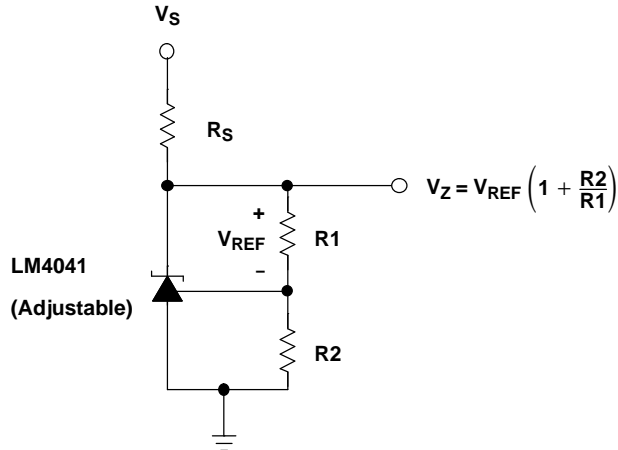 VS
RS
VZ = VREF (1 + R2/R1)
+
VREF
R1
–
LM4041
(Adjustable)
R2